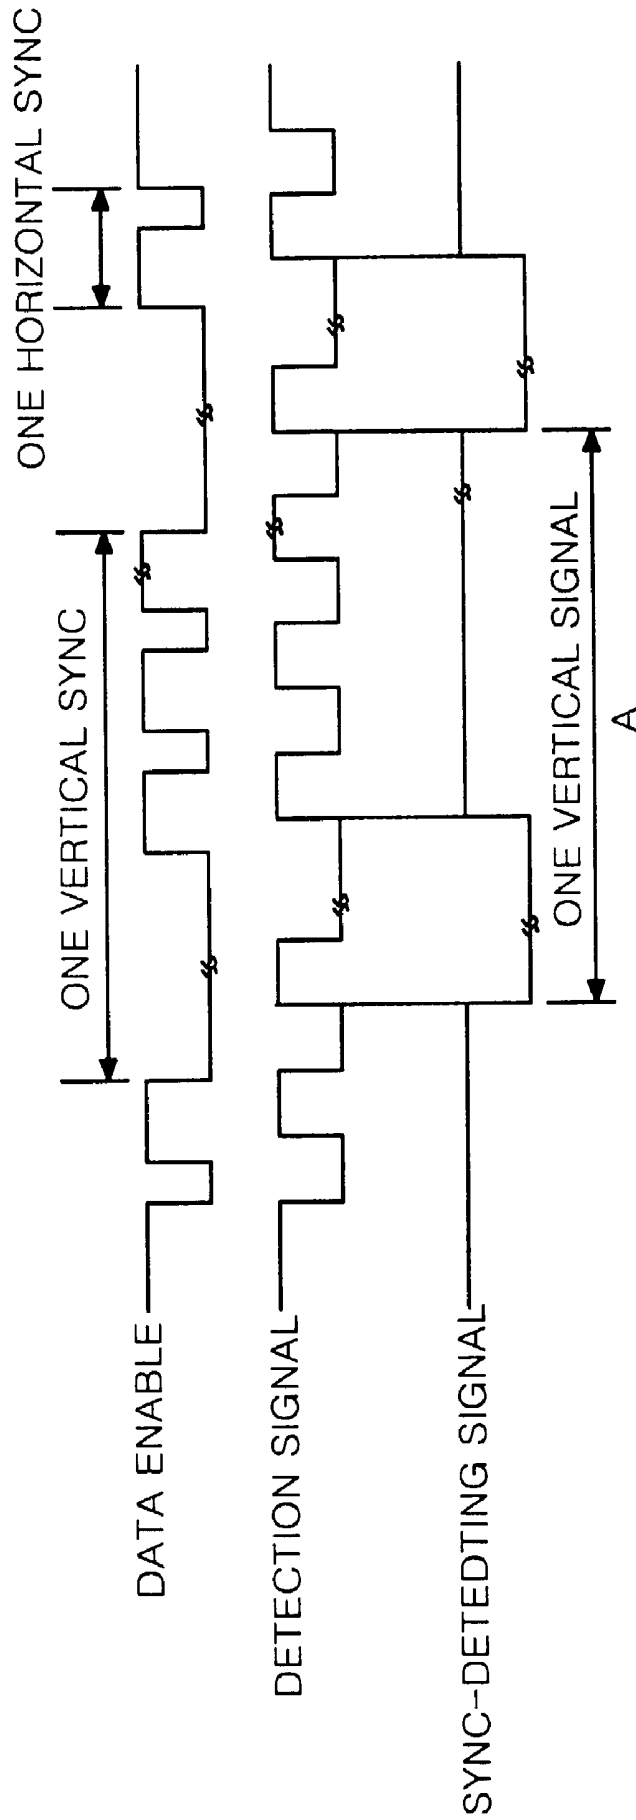 ONE HORIZONTAL SYNC
ONE VERTICAL SYNC
DATA ENABLE
DETECTION SIGNAL
SYNC-DETEDTING SIGNAL
ONE VERTICAL SIGNAL
A